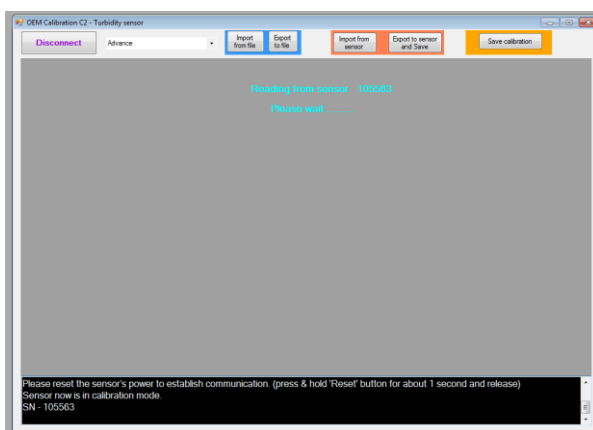 OEM Calibration C2 - Turbidity sensor
Disconnect
Advance
Import from file
Export to file
Import from sensor
Export to sensor and Save
Save calibration
Reading from sensor 105563
Please wait .......
Please reset the sensor's power to establish communication. (press & hold 'Reset' button for about 1 second and release)
Sensor now is in calibration mode.
SN - 105563